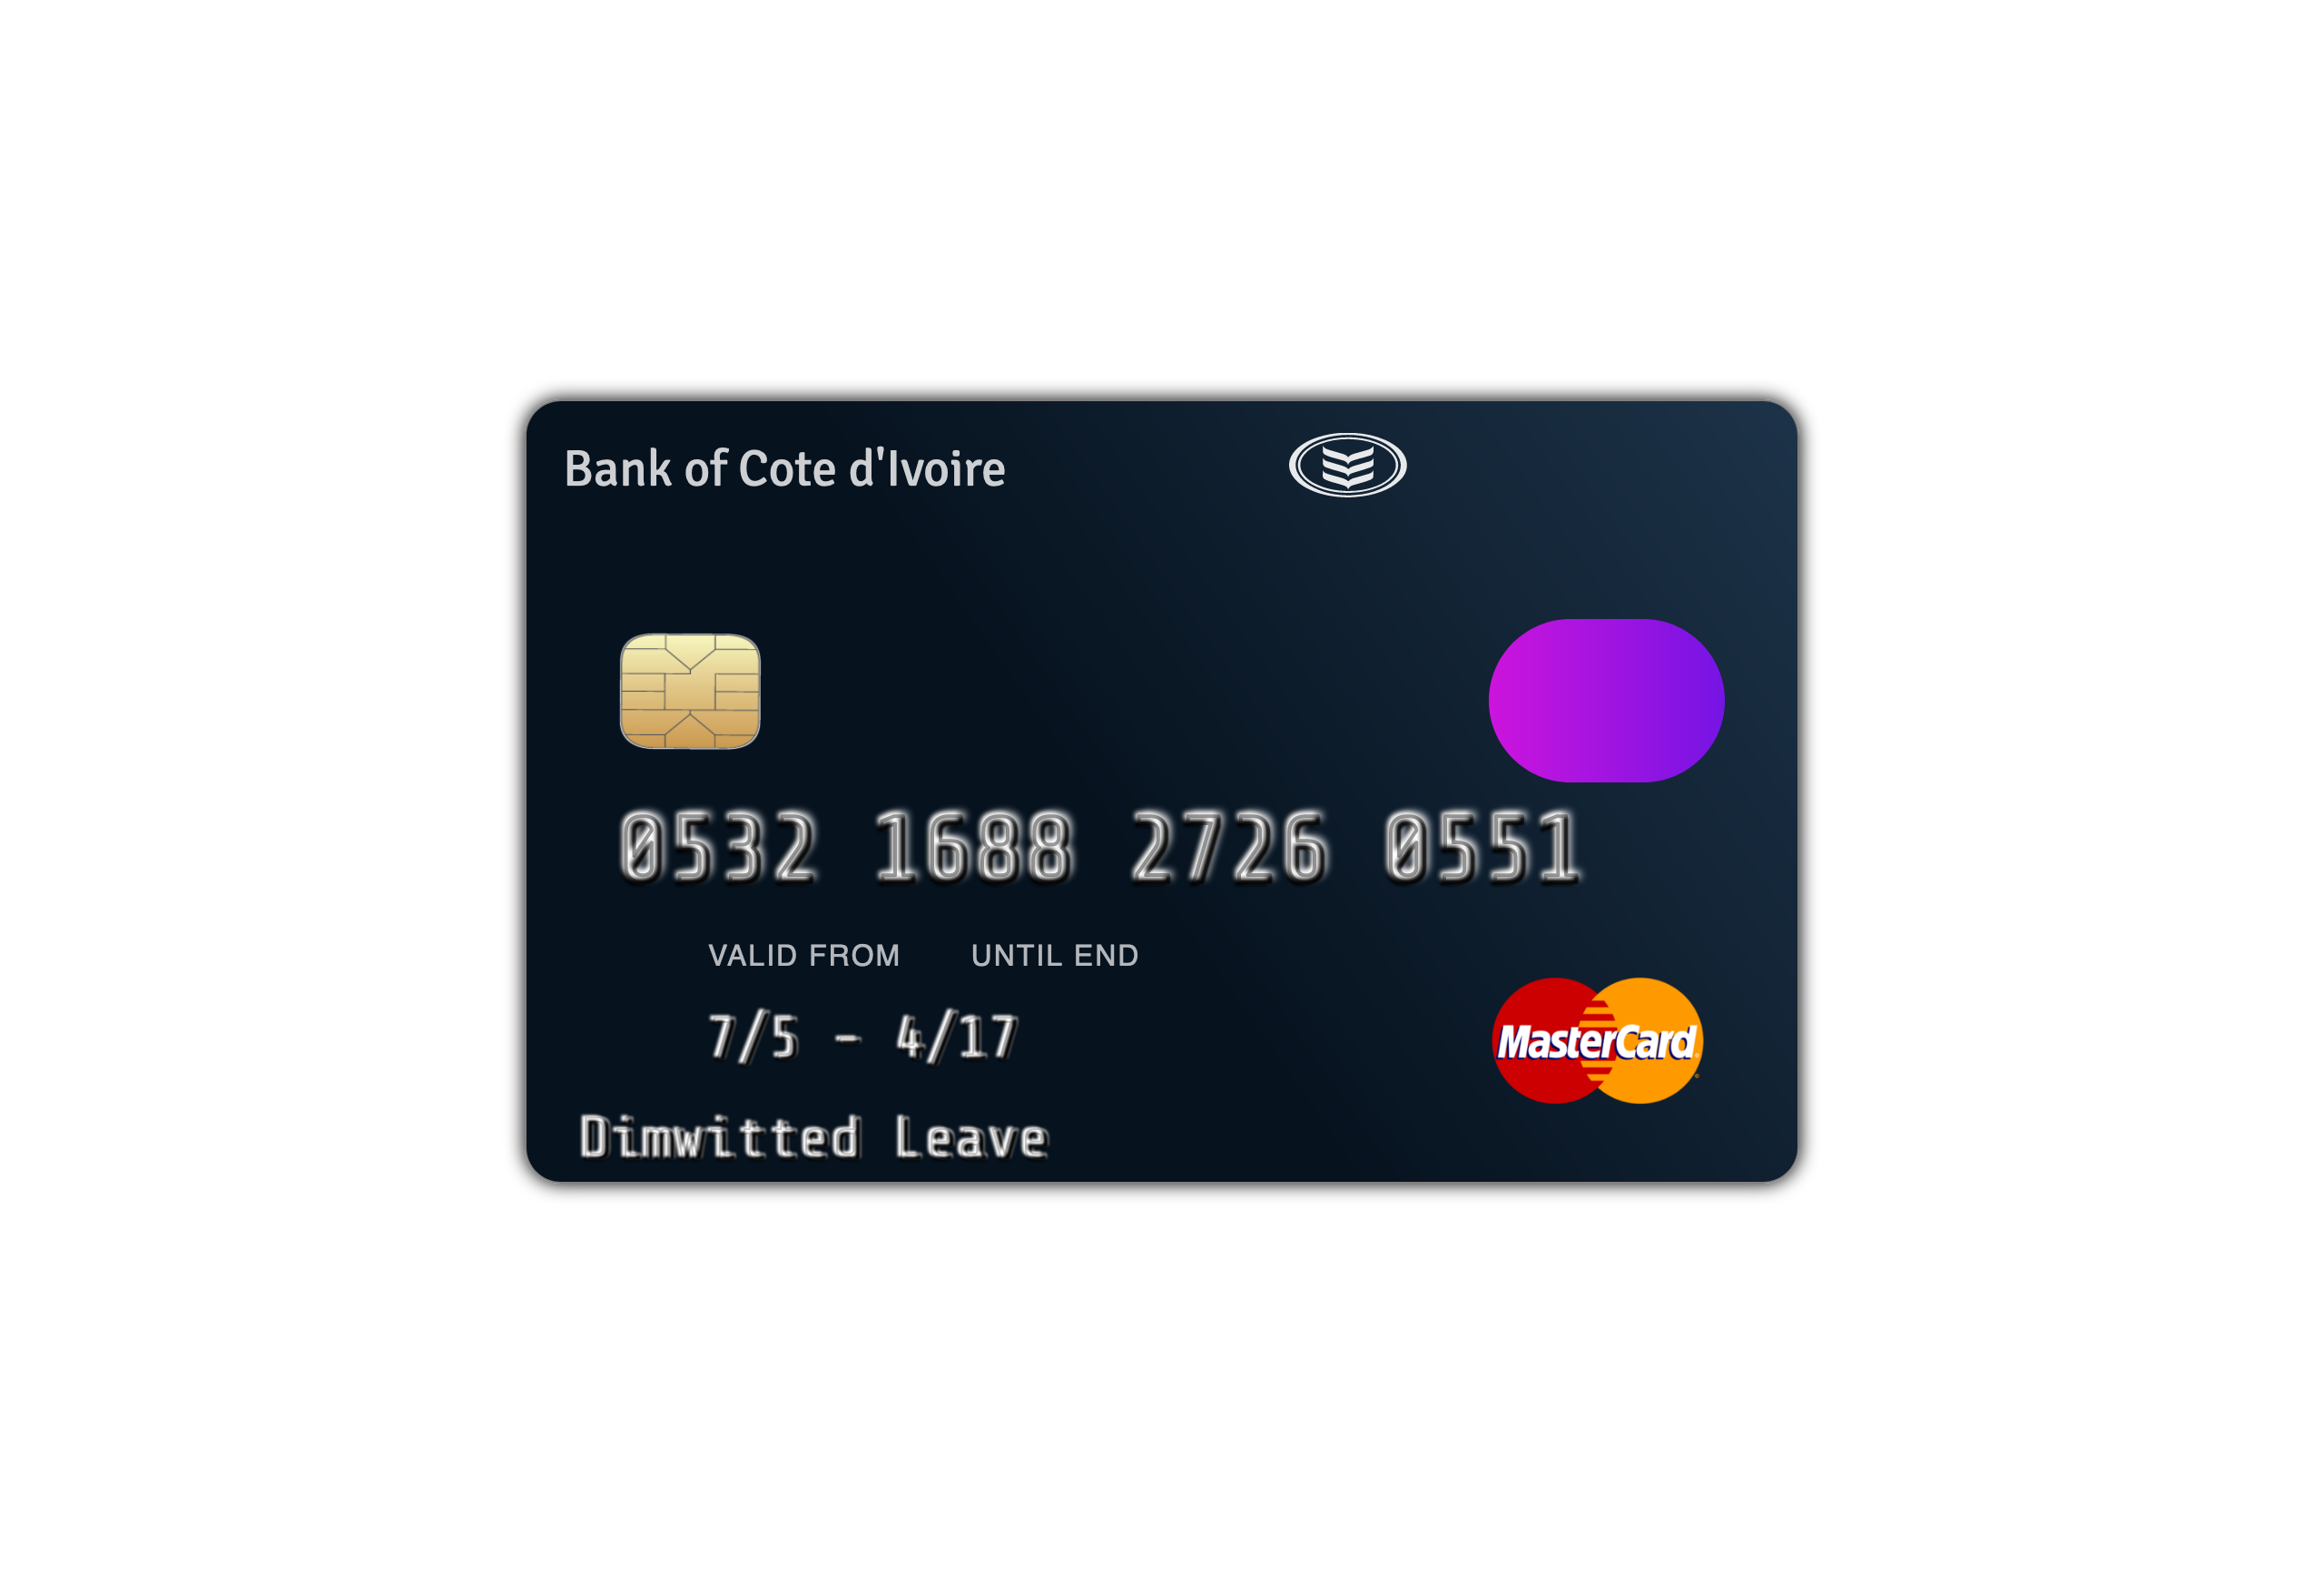 Bank of Cote d'Ivoire
0532 1688 2726 0551
VALID FROM UNTIL END
7/5 - 4/17
MasterCard
Dimwitted Leave